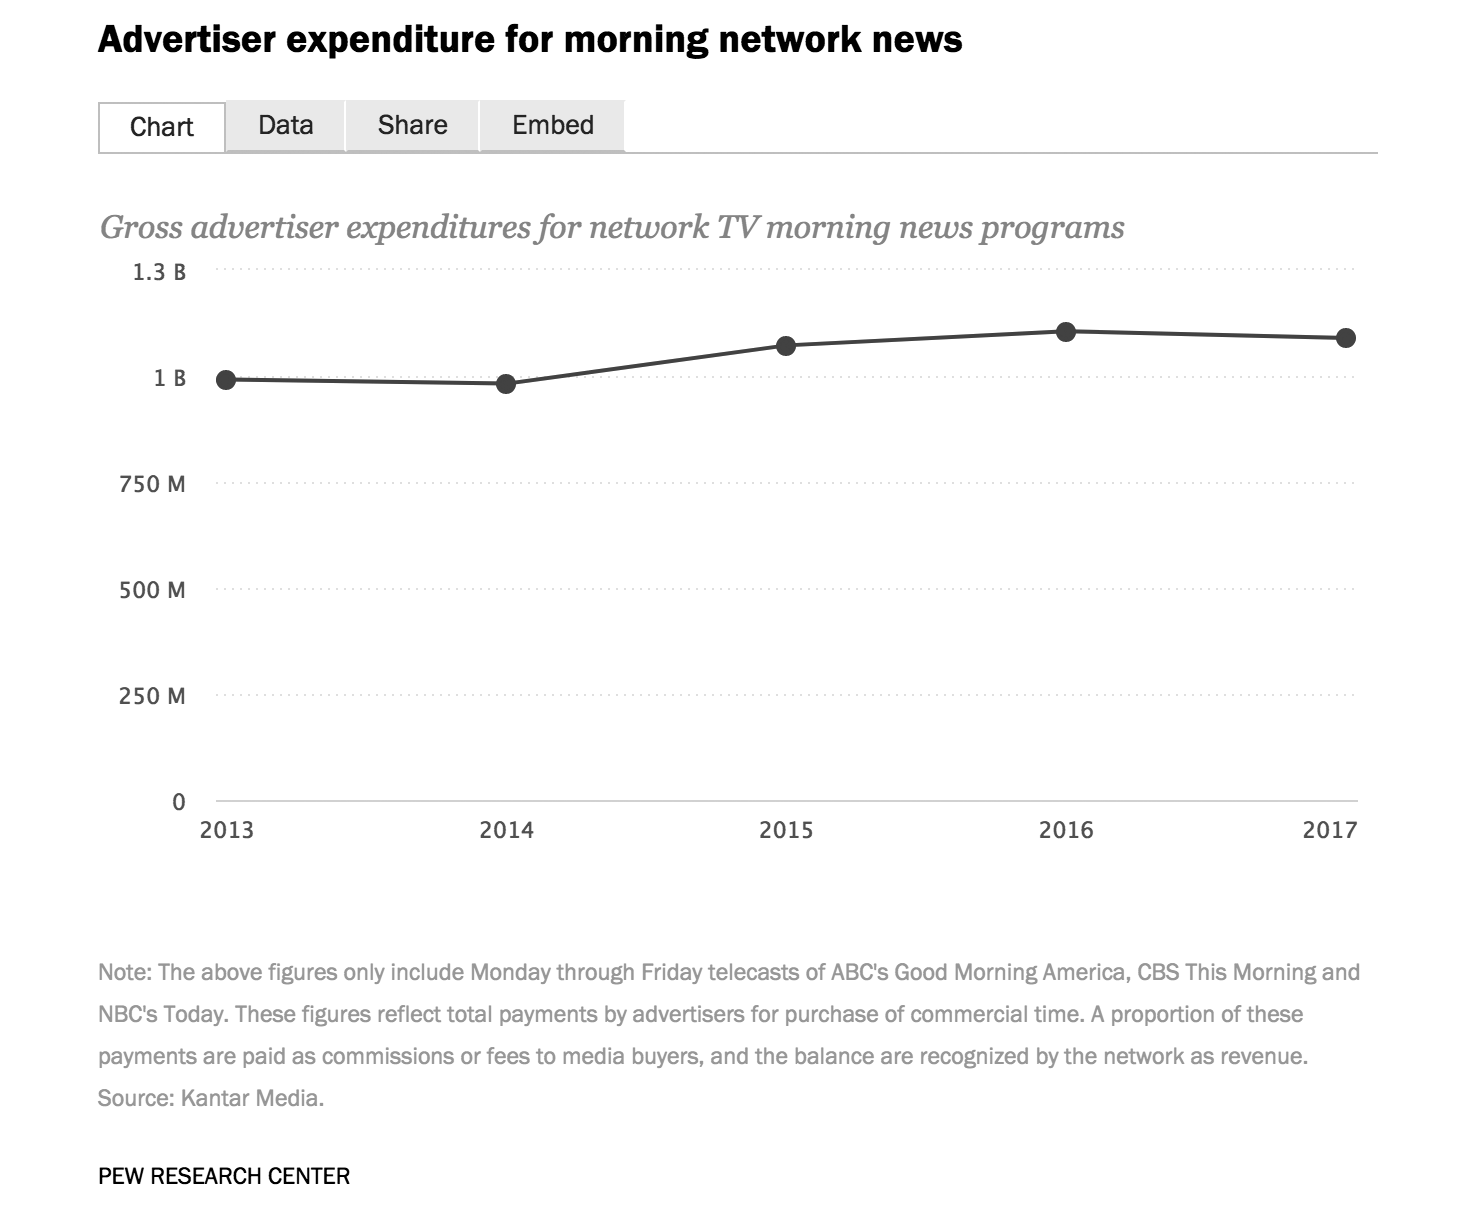 Advertiser expenditure for morning network news
Chart Data Share Embed
Gross advertiser expenditures for network TV morning news programs
1.3 B
1 B
750 M
500 M
250 M
0
2013 2014 2015 2016 2017
Note: The above figures only include Monday through Friday telecasts of ABC's Good Morning America, CBS This Morning and
NBC's Today. These figures reflect total payments by advertisers for purchase of commercial time. A proportion of these
payments are paid as commissions or fees to media buyers, and the balance are recognized by the network as revenue.
Source: Kantar Media.
PEW RESEARCH CENTER